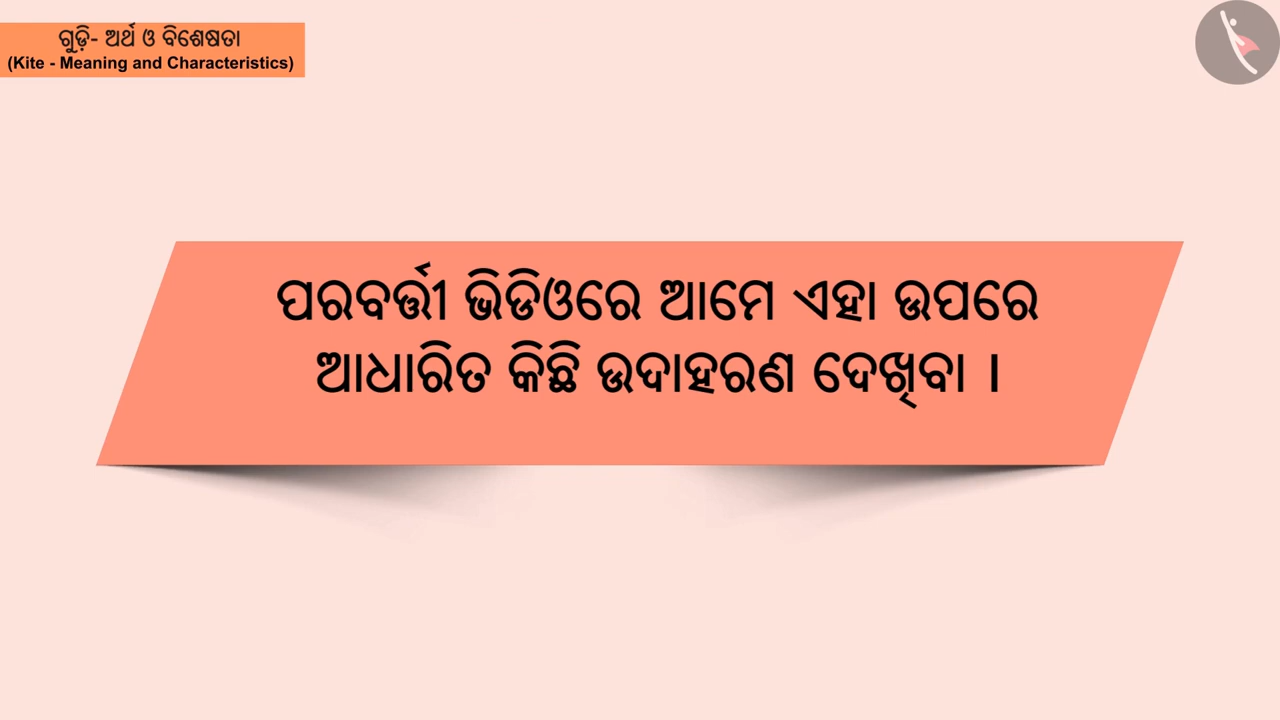 ଗୁଡ଼ି- ଅର୍ଥ ଓ ବିଶେଷତା
(Kite - Meaning and Characteristics)
ପରବର୍ତ୍ତୀ ଭିଡିଓରେ ଆମେ ଏହା ଉପରେ
ଆଧାରିତ କିଛି ଉଦାହରଣ ଦେଖିବା ।